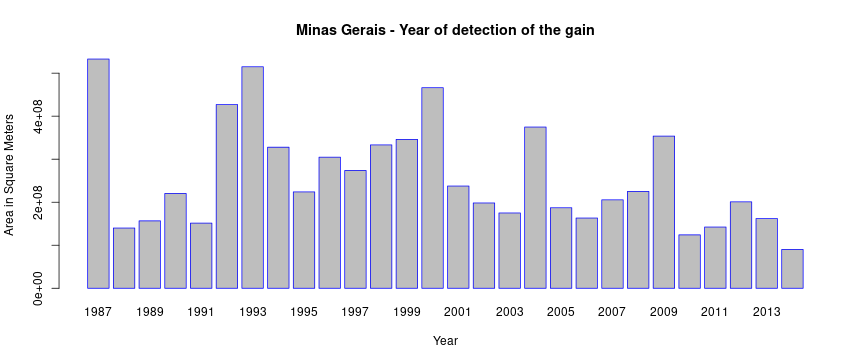 Minas Gerais - Year of detection of the gain
Area in Square Meters
4e+08
2e+08
0e+00
1987 1989 1991 1993 1995 1997 1999 2001 2003 2005 2007 2009 2011 2013
Year